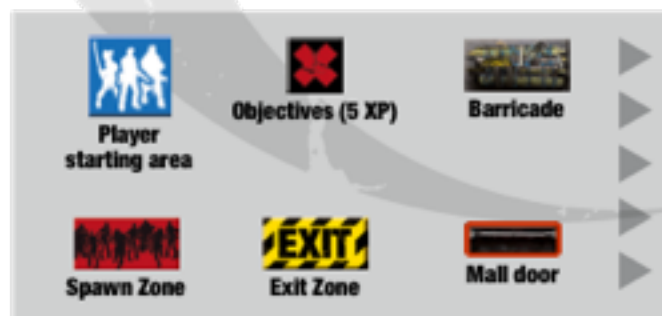 Player
starting area
Objectives (5 XP)
Barricade
Spawn Zone
EXIT
Exit Zone
Mall door